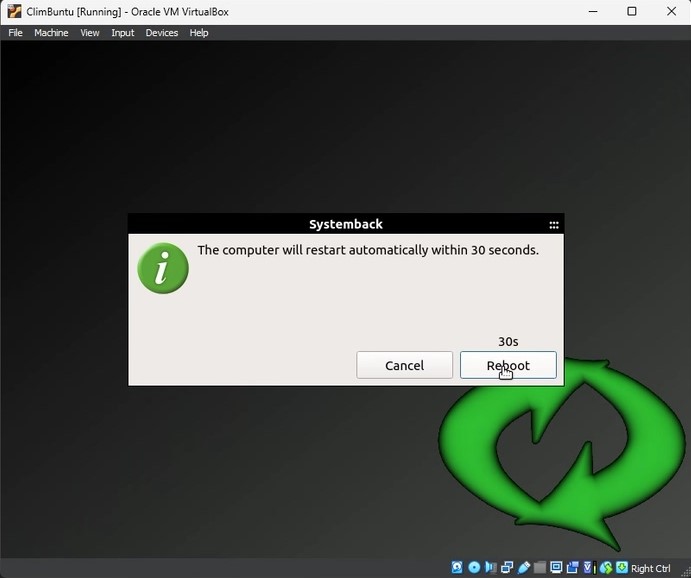 ClimBuntu [Running] - Oracle VM VirtualBox
File Machine View Input Devices Help
Systemback
The computer will restart automatically within 30 seconds.
30s
Cancel Reboot
Right Ctrl